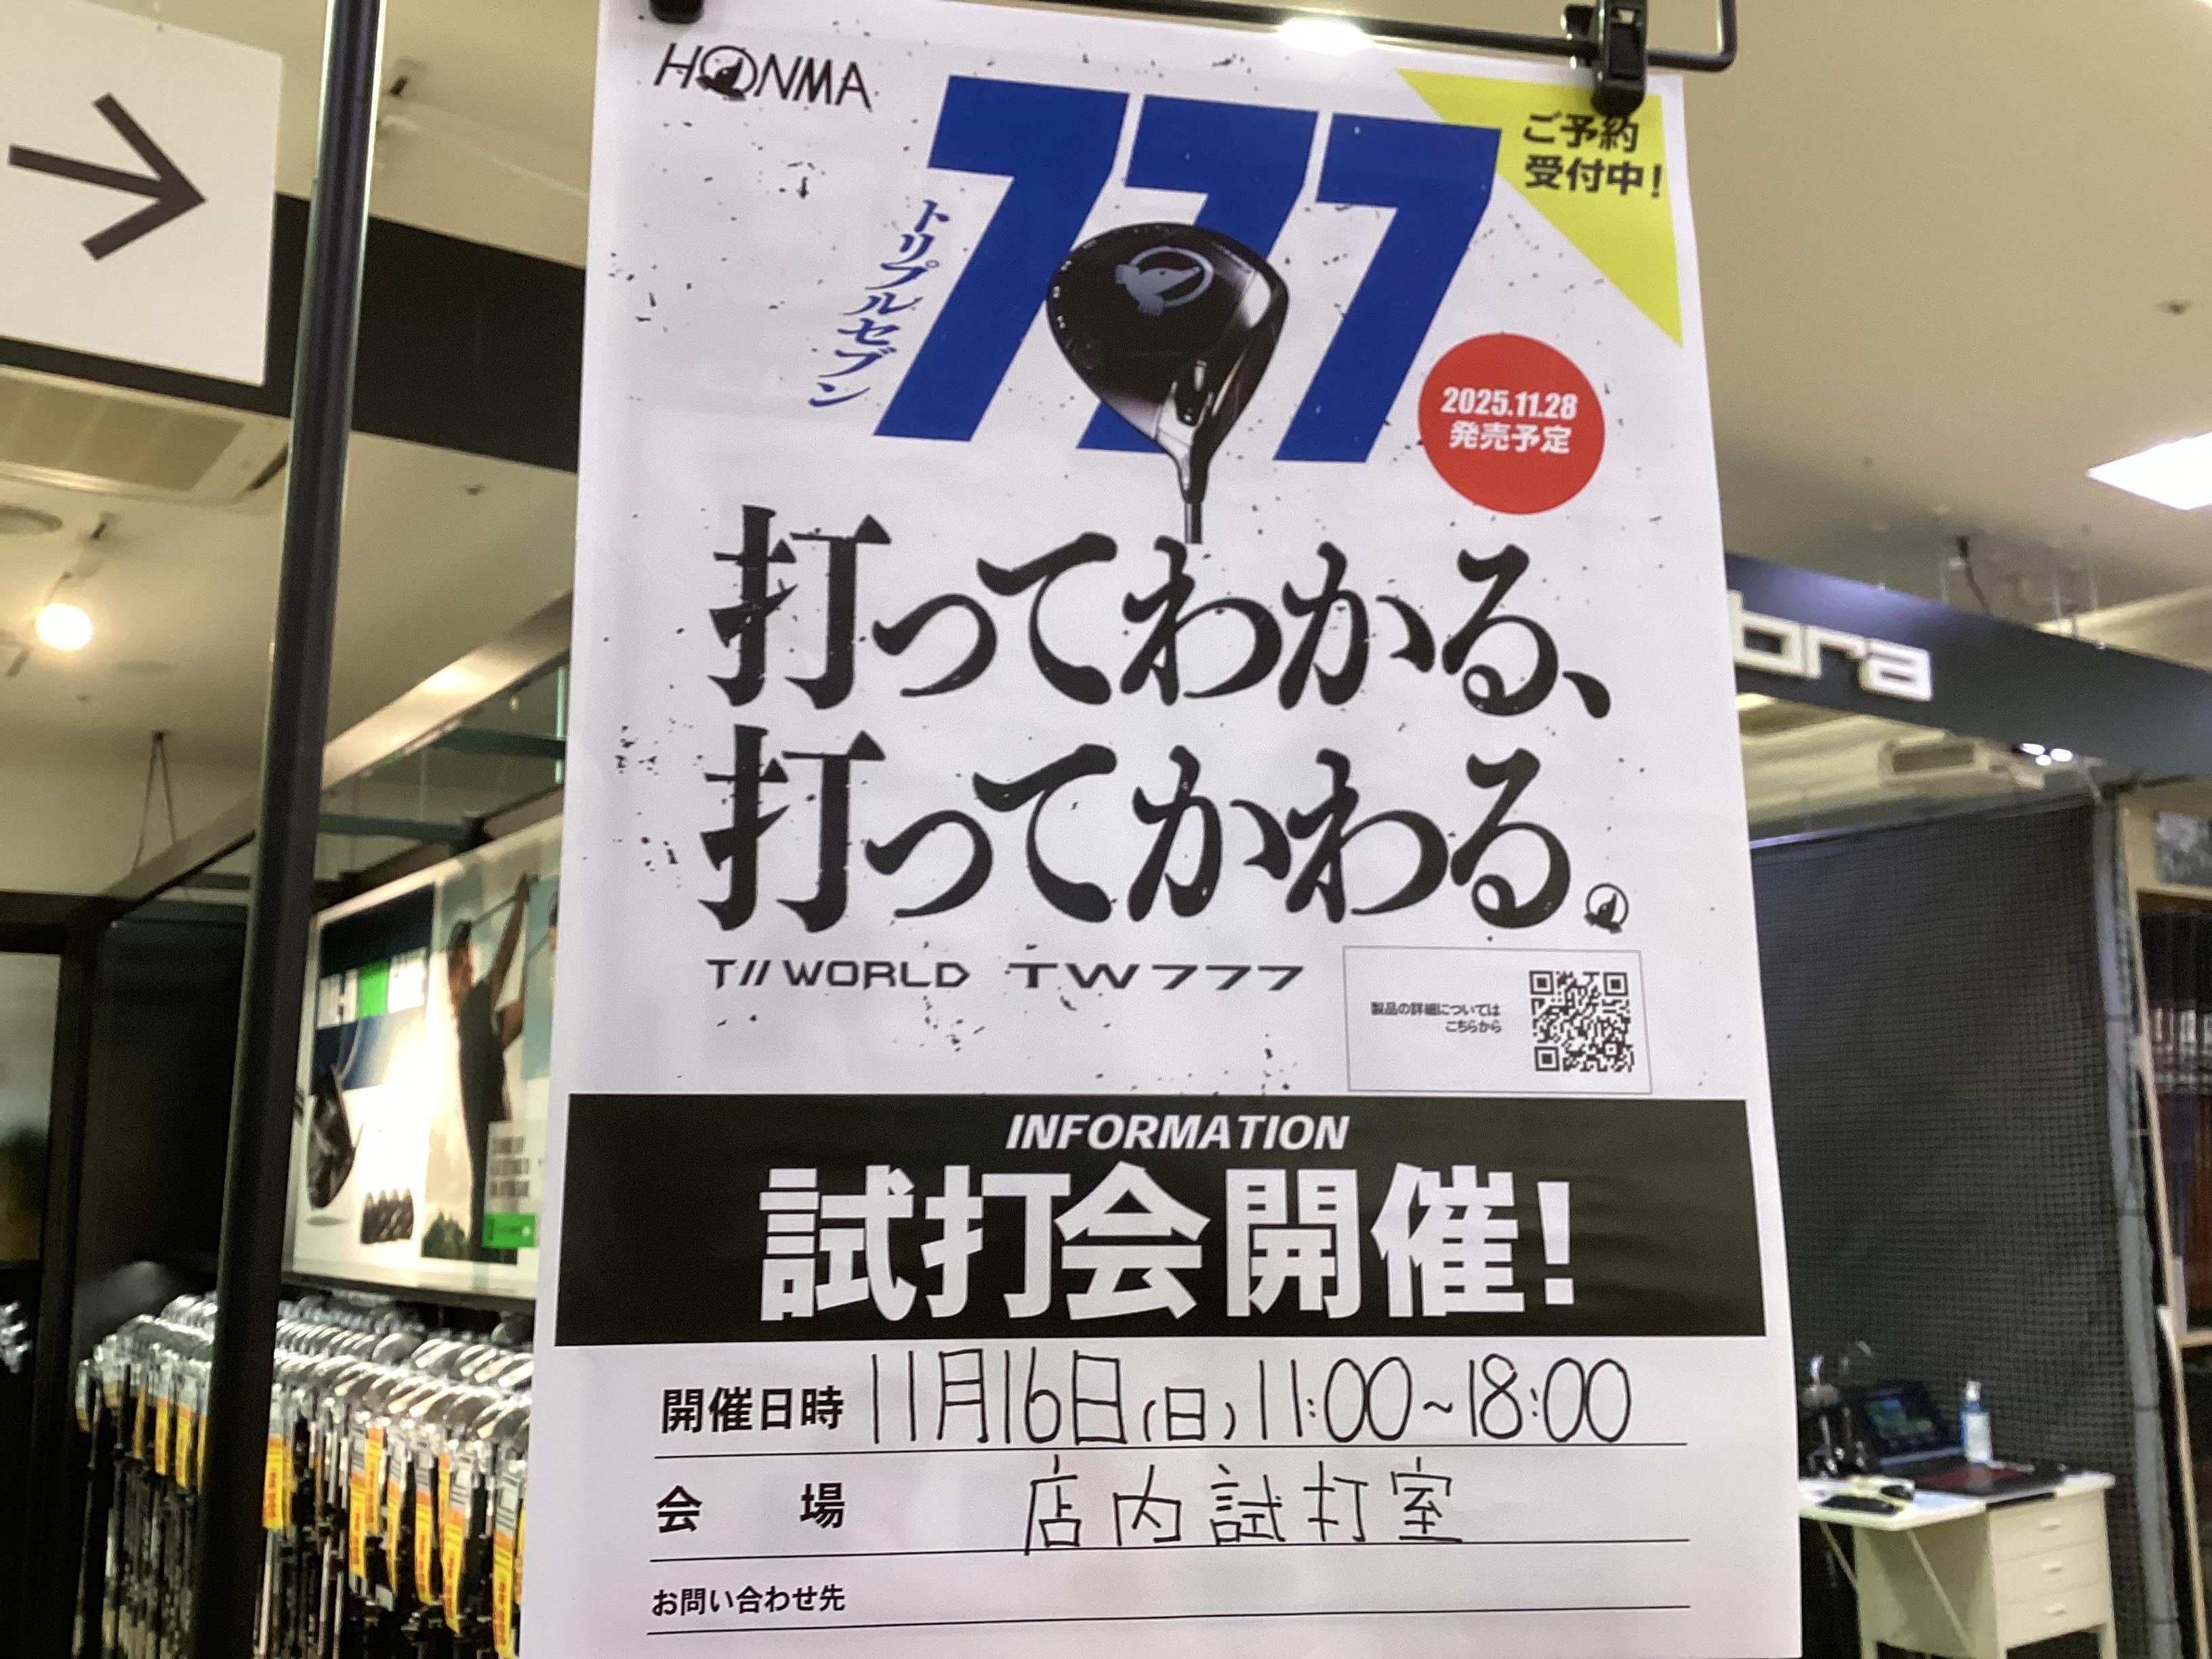 HONMA
777
トリプルセブン
ご予約
受付中!
2025.11.28
発売予定
打ってわかる、
打ってかわる。
T//WORLD TW777
製品の詳細については
こちらから
INFORMATION
試打会開催!
開催日時 11月16日(日) 11:00~18:00
会場 店内試打室
お問い合わせ先
bra